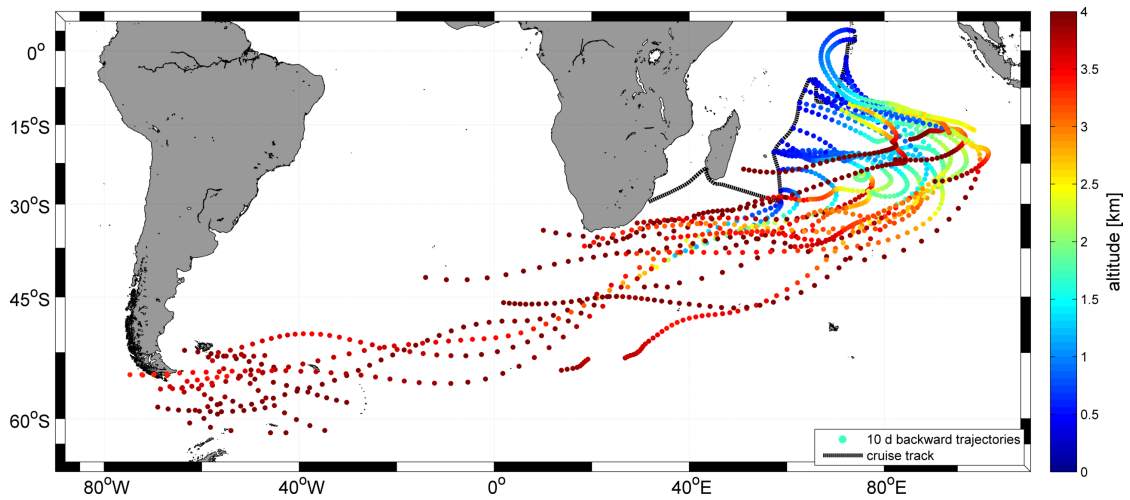 0°
15°S
30°S
45°S
60°S
80°W
40°W
0°
40°E
80°E
10 d backward trajectories
cruise track
4
3.5
3
2.5
2
1.5
1
0.5
0
altitude [km]